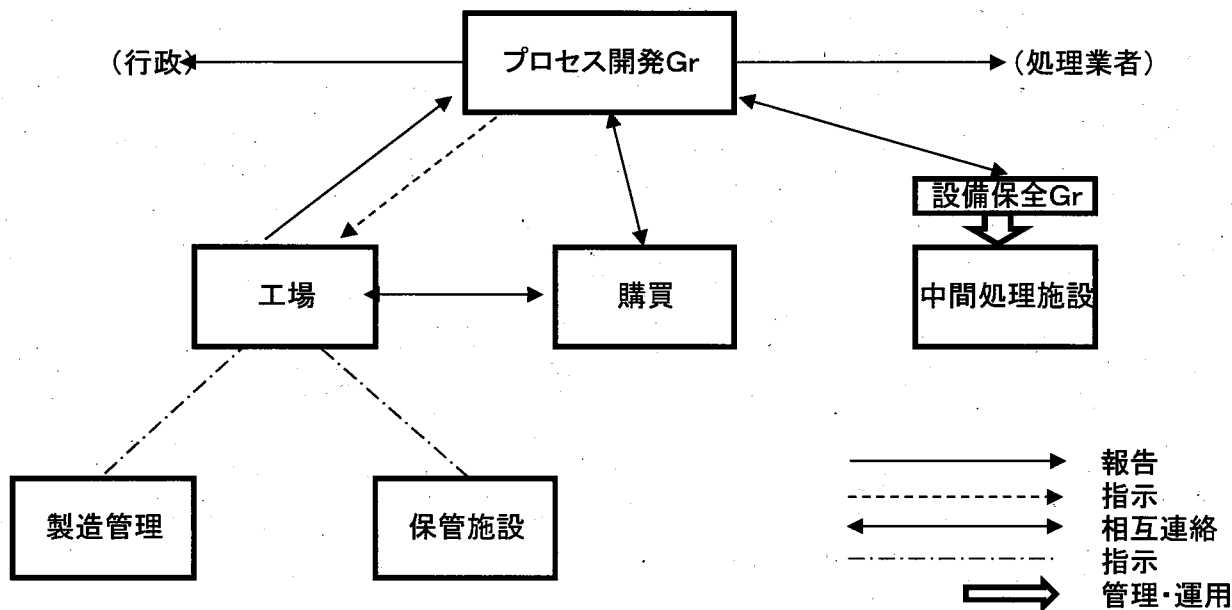 (行政)
プロセス開発Gr
(処理業者)
設備保全Gr
工場
購買
中間処理施設
製造管理
保管施設
報告
指示
相互連絡
指示
管理・運用